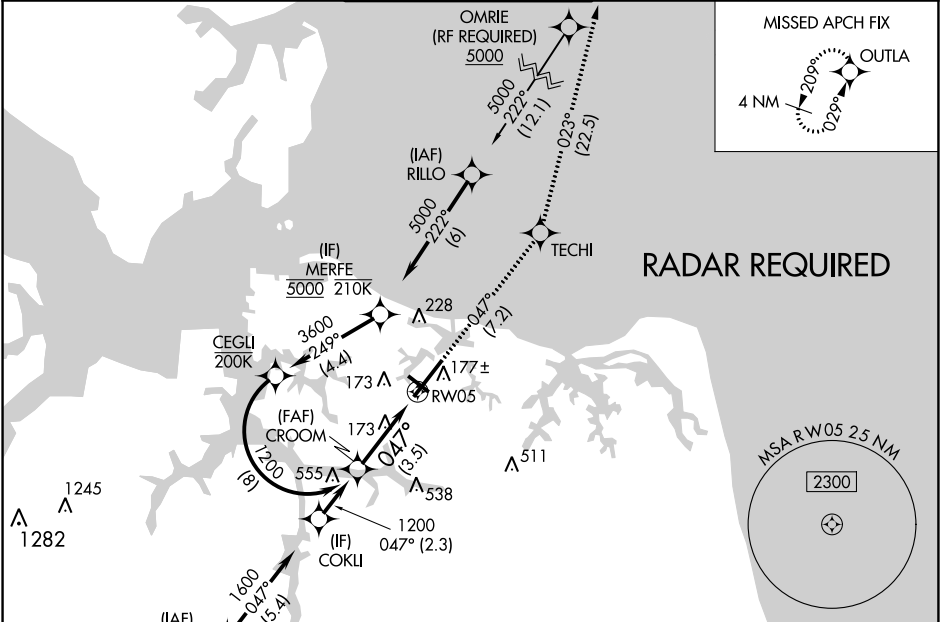 OMRIE
(RF REQUIRED)
5000
5000
222°
(12.1)
023°
(22.5)
MISSED APCH FIX
OUTLA
209°
4 NM
029°
(IAF)
RILLO
5000
222°
(6)
TECHI
RADAR REQUIRED
(IF)
MERFE
5000 210K
228
047°
(7.2)
3600
249°
(4.4)
CEGLI
200K
173
177±
RW05
(FAF)
CROOM
173
047°
(3.5)
1200
(8)
555
538
511
MSA RW05 25 NM
2300
1245
1282
1200
047° (2.3)
(IF)
COKLI
1600
047°
(5.4)
(IAF)